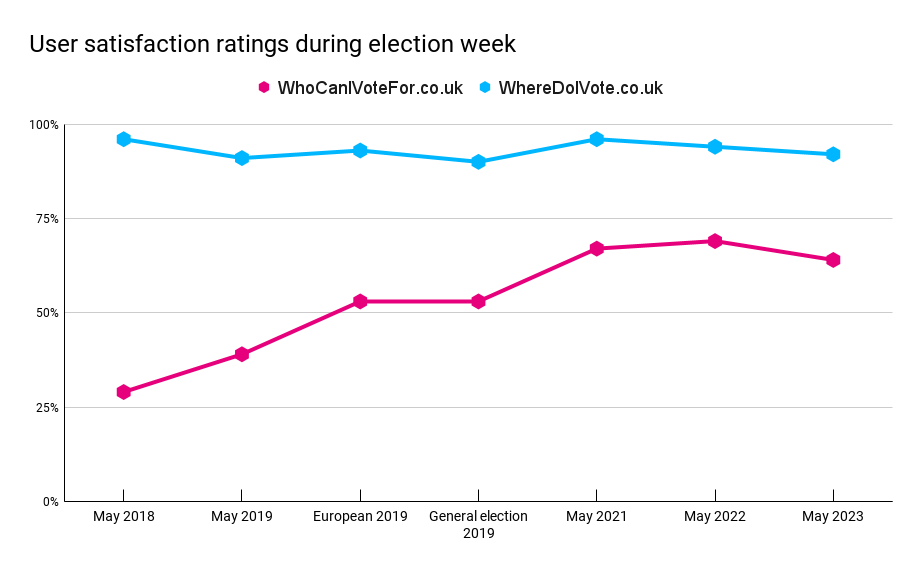 User satisfaction ratings during election week
WhoCanIVoteFor.co.uk WhereDoIVote.co.uk
100%
75%
50%
25%
0%
May 2018 May 2019 European 2019 General election 2019 May 2021 May 2022 May 2023